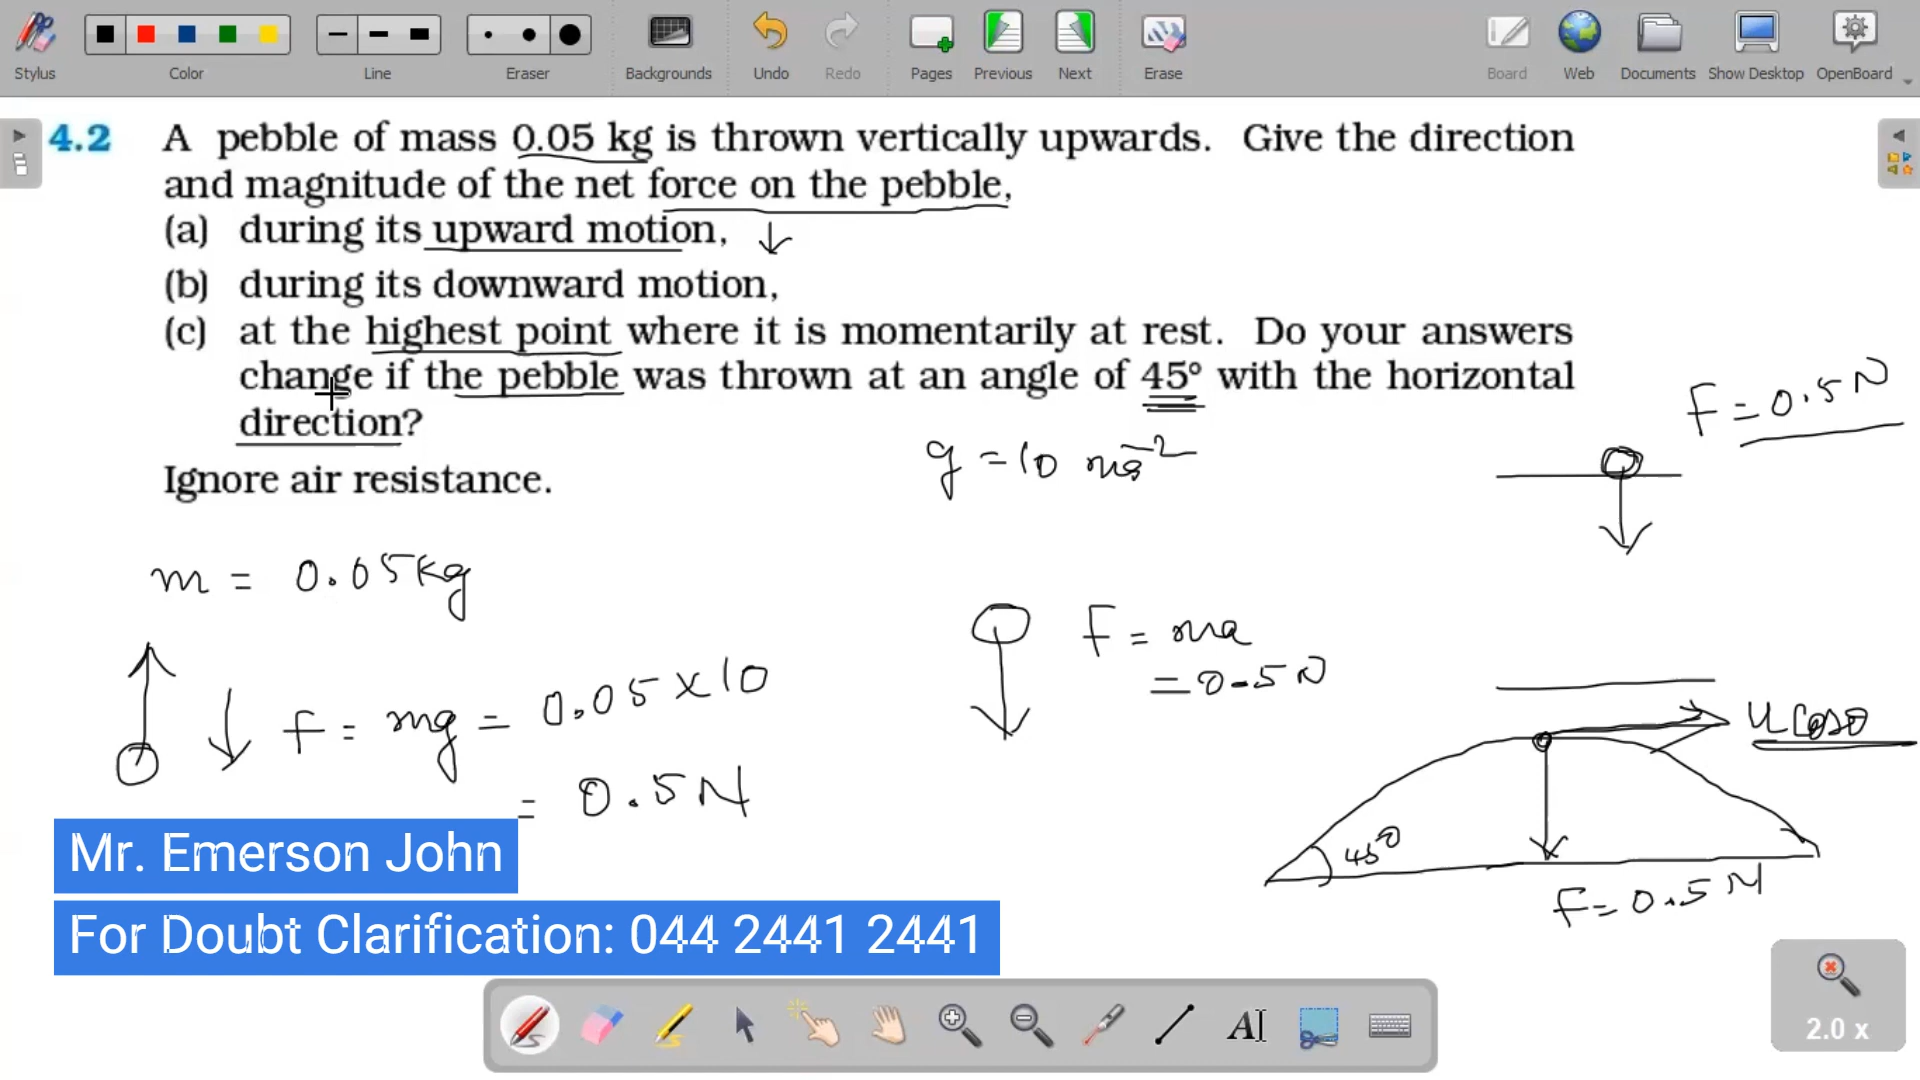 Stylus
Color
Line
Eraser
Backgrounds
Undo
Redo
Pages
Previous
Next
Erase
Board
Web
Documents
Show Desktop
OpenBoard
4.2 A pebble of mass 0.05 kg is thrown vertically upwards. Give the direction
and magnitude of the net force on the pebble,
(a) during its upward motion, ↓
(b) during its downward motion,
(c) at the highest point where it is momentarily at rest. Do your answers
change if the pebble was thrown at an angle of 45° with the horizontal
direction?
Ignore air resistance.
g = 10 ms⁻²
F = 0.5 N
m = 0.05 kg
F = mg = 0.05 x 10
= 0.5 N
F = ma
= 0.5 N
u cosθ
45°
F = 0.5 N
Mr. Emerson John
For Doubt Clarification: 044 2441 2441
AI
2.0 x